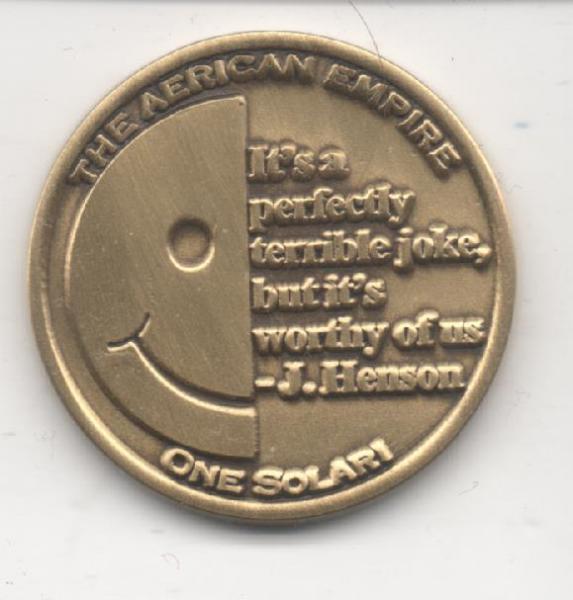 THE AERICAN EMPIRE
It's a
perfectly
terrible joke,
but it's
worthy of us
-J. Henson
ONE SOLARI